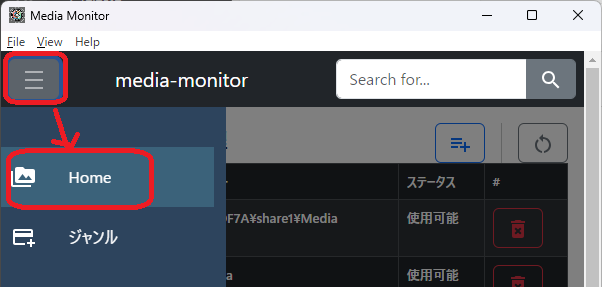 Media Monitor
File View Help
media-monitor
Search for...
Home
ステータス #
0F7A¥share1¥Media 使用可能
ジャンル
使用可能